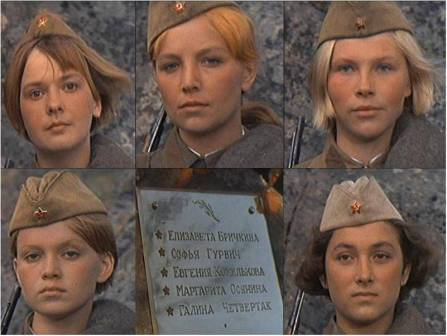 ★ ЕЛИЗАВЕТА БРИЧКИНА
★ СОФЬЯ ГУРВИЧ
★ ЕВГЕНИЯ КОМЕЛЬКОВА
★ МАРГАРИТА ОСЯНИНА
★ ГАЛИНА ЧЕТВЕРТАК